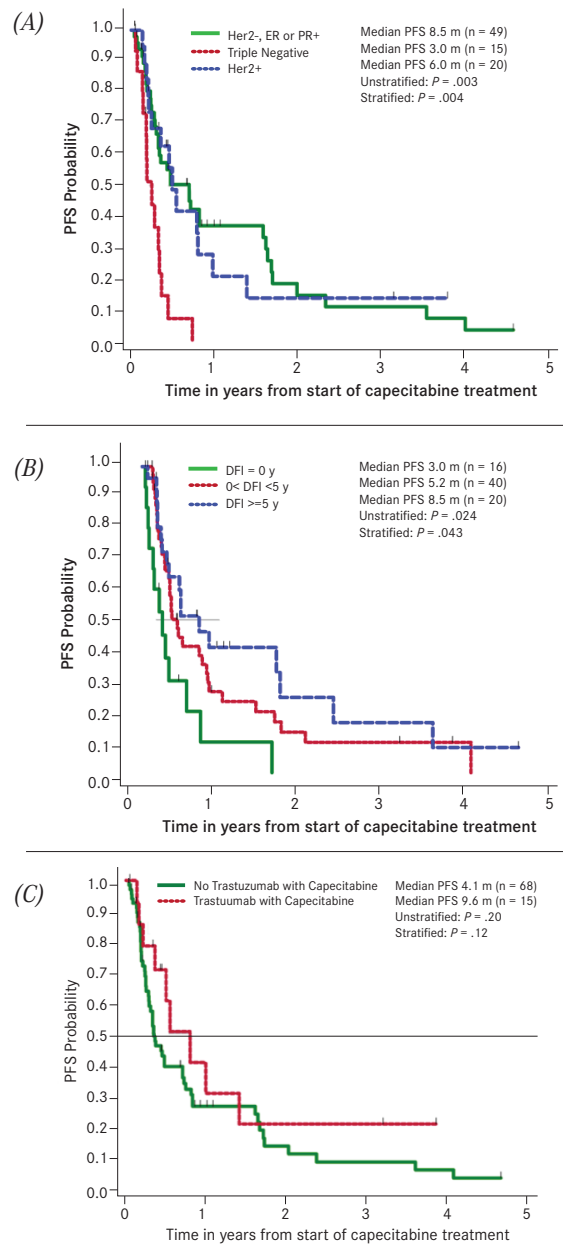 (A)
Her2-, ER or PR+
Triple Negative
Her2+
Median PFS 8.5 m (n = 49)
Median PFS 3.0 m (n = 15)
Median PFS 6.0 m (n = 20)
Unstratified: P = .003
Stratified: P = .004
PFS Probability
1.0
0.9
0.8
0.7
0.6
0.5
0.4
0.3
0.2
0.1
0.0
0 1 2 3 4 5
Time in years from start of capecitabine treatment
(B)
DFI = 0 y
0< DFI <5 y
DFI >=5 y
Median PFS 3.0 m (n = 16)
Median PFS 5.2 m (n = 40)
Median PFS 8.5 m (n = 20)
Unstratified: P = .024
Stratified: P = .043
PFS Probability
1.0
0.9
0.8
0.7
0.6
0.5
0.4
0.3
0.2
0.1
0.0
0 1 2 3 4 5
Time in years from start of capecitabine treatment
(C)
No Trastuzumab with Capecitabine
Trastuumab with Capecitabine
Median PFS 4.1 m (n = 68)
Median PFS 9.6 m (n = 15)
Unstratified: P = .20
Stratified: P = .12
PFS Probability
1.0
0.9
0.8
0.7
0.6
0.5
0.4
0.3
0.2
0.1
0.0
0 1 2 3 4 5
Time in years from start of capecitabine treatment